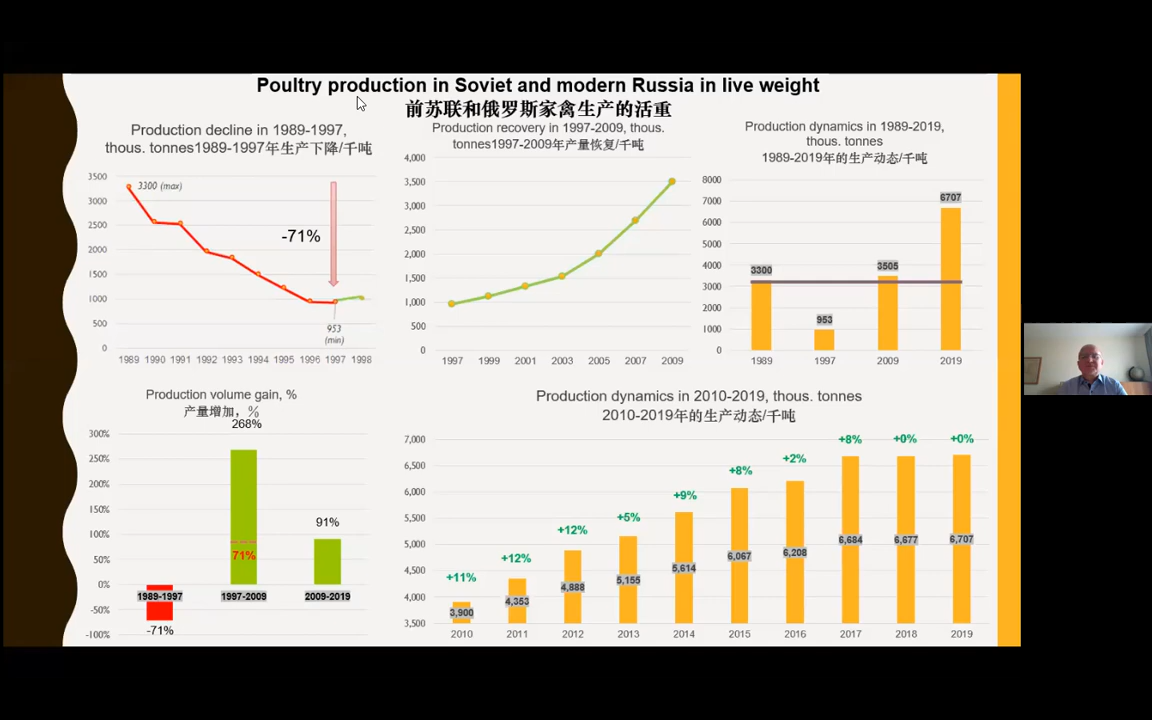 Poultry production in Soviet and modern Russia in live weight
前苏联和俄罗斯家禽生产的活重
Production decline in 1989-1997,
thous. tonnes1989-1997年生产下降/千吨
3500
3000
2500
2000
1500
1000
500
0
3300 (max)
-71%
953
(min)
1989 1990 1991 1992 1993 1994 1995 1996 1997 1998
Production recovery in 1997-2009, thous.
tonnes1997-2009年产量恢复/千吨
4,000
3,500
3,000
2,500
2,000
1,500
1,000
500
0
1997 1999 2001 2003 2005 2007 2009
Production dynamics in 1989-2019,
thous. tonnes
1989-2019年的生产动态/千吨
8000
7000
6000
5000
4000
3000
2000
1000
0
3300
953
3505
6707
1989 1997 2009 2019
Production volume gain, %
产量增加，%
268%
300%
250%
200%
150%
100%
50%
0%
-50%
-100%
71%
91%
1989-1997 1997-2009 2009-2019
-71%
Production dynamics in 2010-2019, thous. tonnes
2010-2019年的生产动态/千吨
7,000
6,500
6,000
5,500
5,000
4,500
4,000
3,500
+11% +12% +12% +5% +9% +8% +2% +8% +0% +0%
3,900 4,353 4,888 5,155 5,614 6,067 6,208 6,684 6,677 6,707
2010 2011 2012 2013 2014 2015 2016 2017 2018 2019